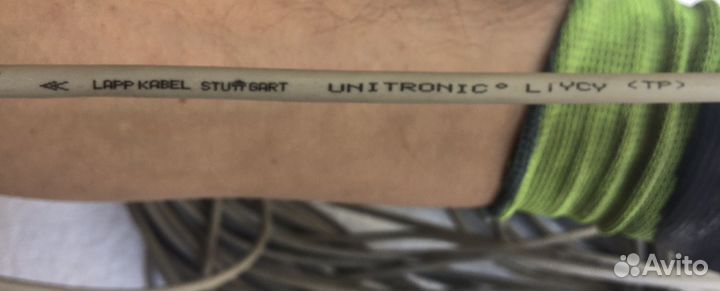 LAPP KABEL STUTTGART UNITRONIC® LiYCY (TP)
Avito